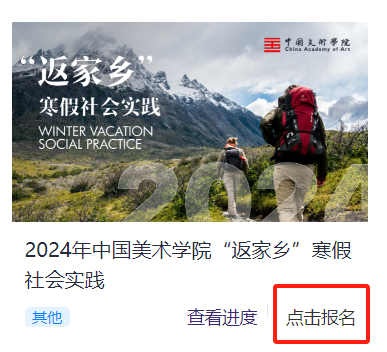 中国美术学院
China Academy of Art
“返家乡”
寒假社会实践
WINTER VACATION
SOCIAL PRACTICE
2024
2024年中国美术学院“返家乡”寒假
社会实践
其他
查看进度
点击报名